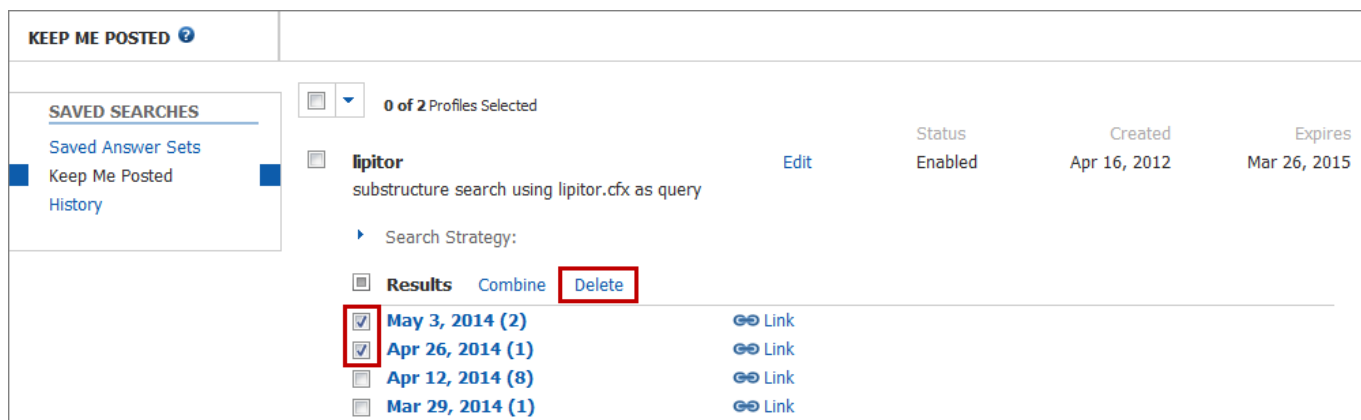 KEEP ME POSTED ?
SAVED SEARCHES
Saved Answer Sets
Keep Me Posted
History
0 of 2 Profiles Selected
Status Created Expires
lipitor Edit Enabled Apr 16, 2012 Mar 26, 2015
substructure search using lipitor.cfx as query
Search Strategy:
Results Combine Delete
May 3, 2014 (2) Link
Apr 26, 2014 (1) Link
Apr 12, 2014 (8) Link
Mar 29, 2014 (1) Link